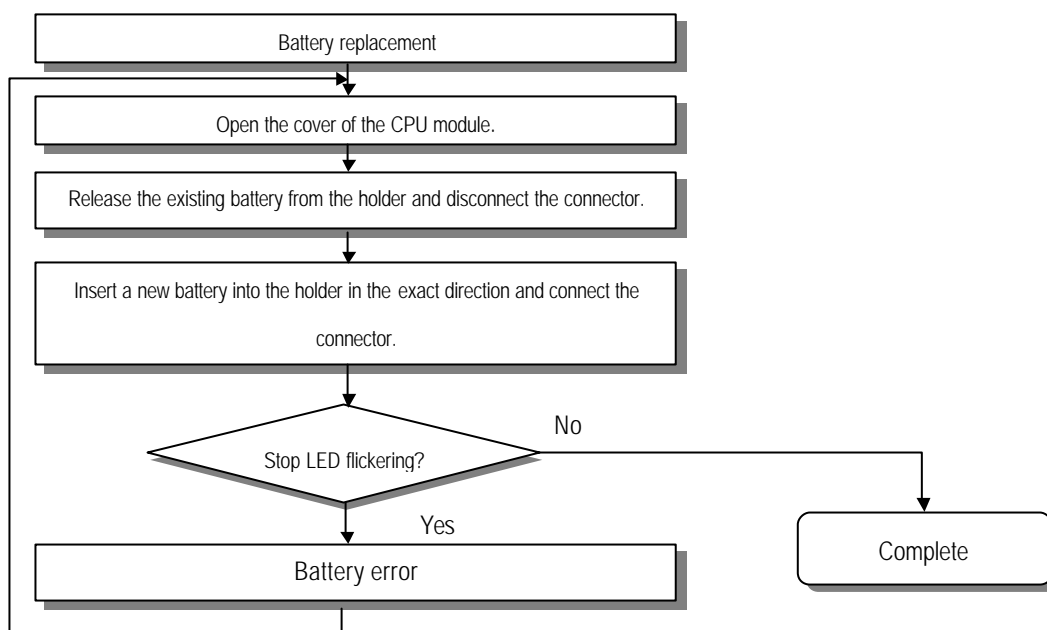 Battery replacement
Open the cover of the CPU module.
Release the existing battery from the holder and disconnect the connector.
Insert a new battery into the holder in the exact direction and connect the
connector.
No
Stop LED flickering?
Yes
Complete
Battery error